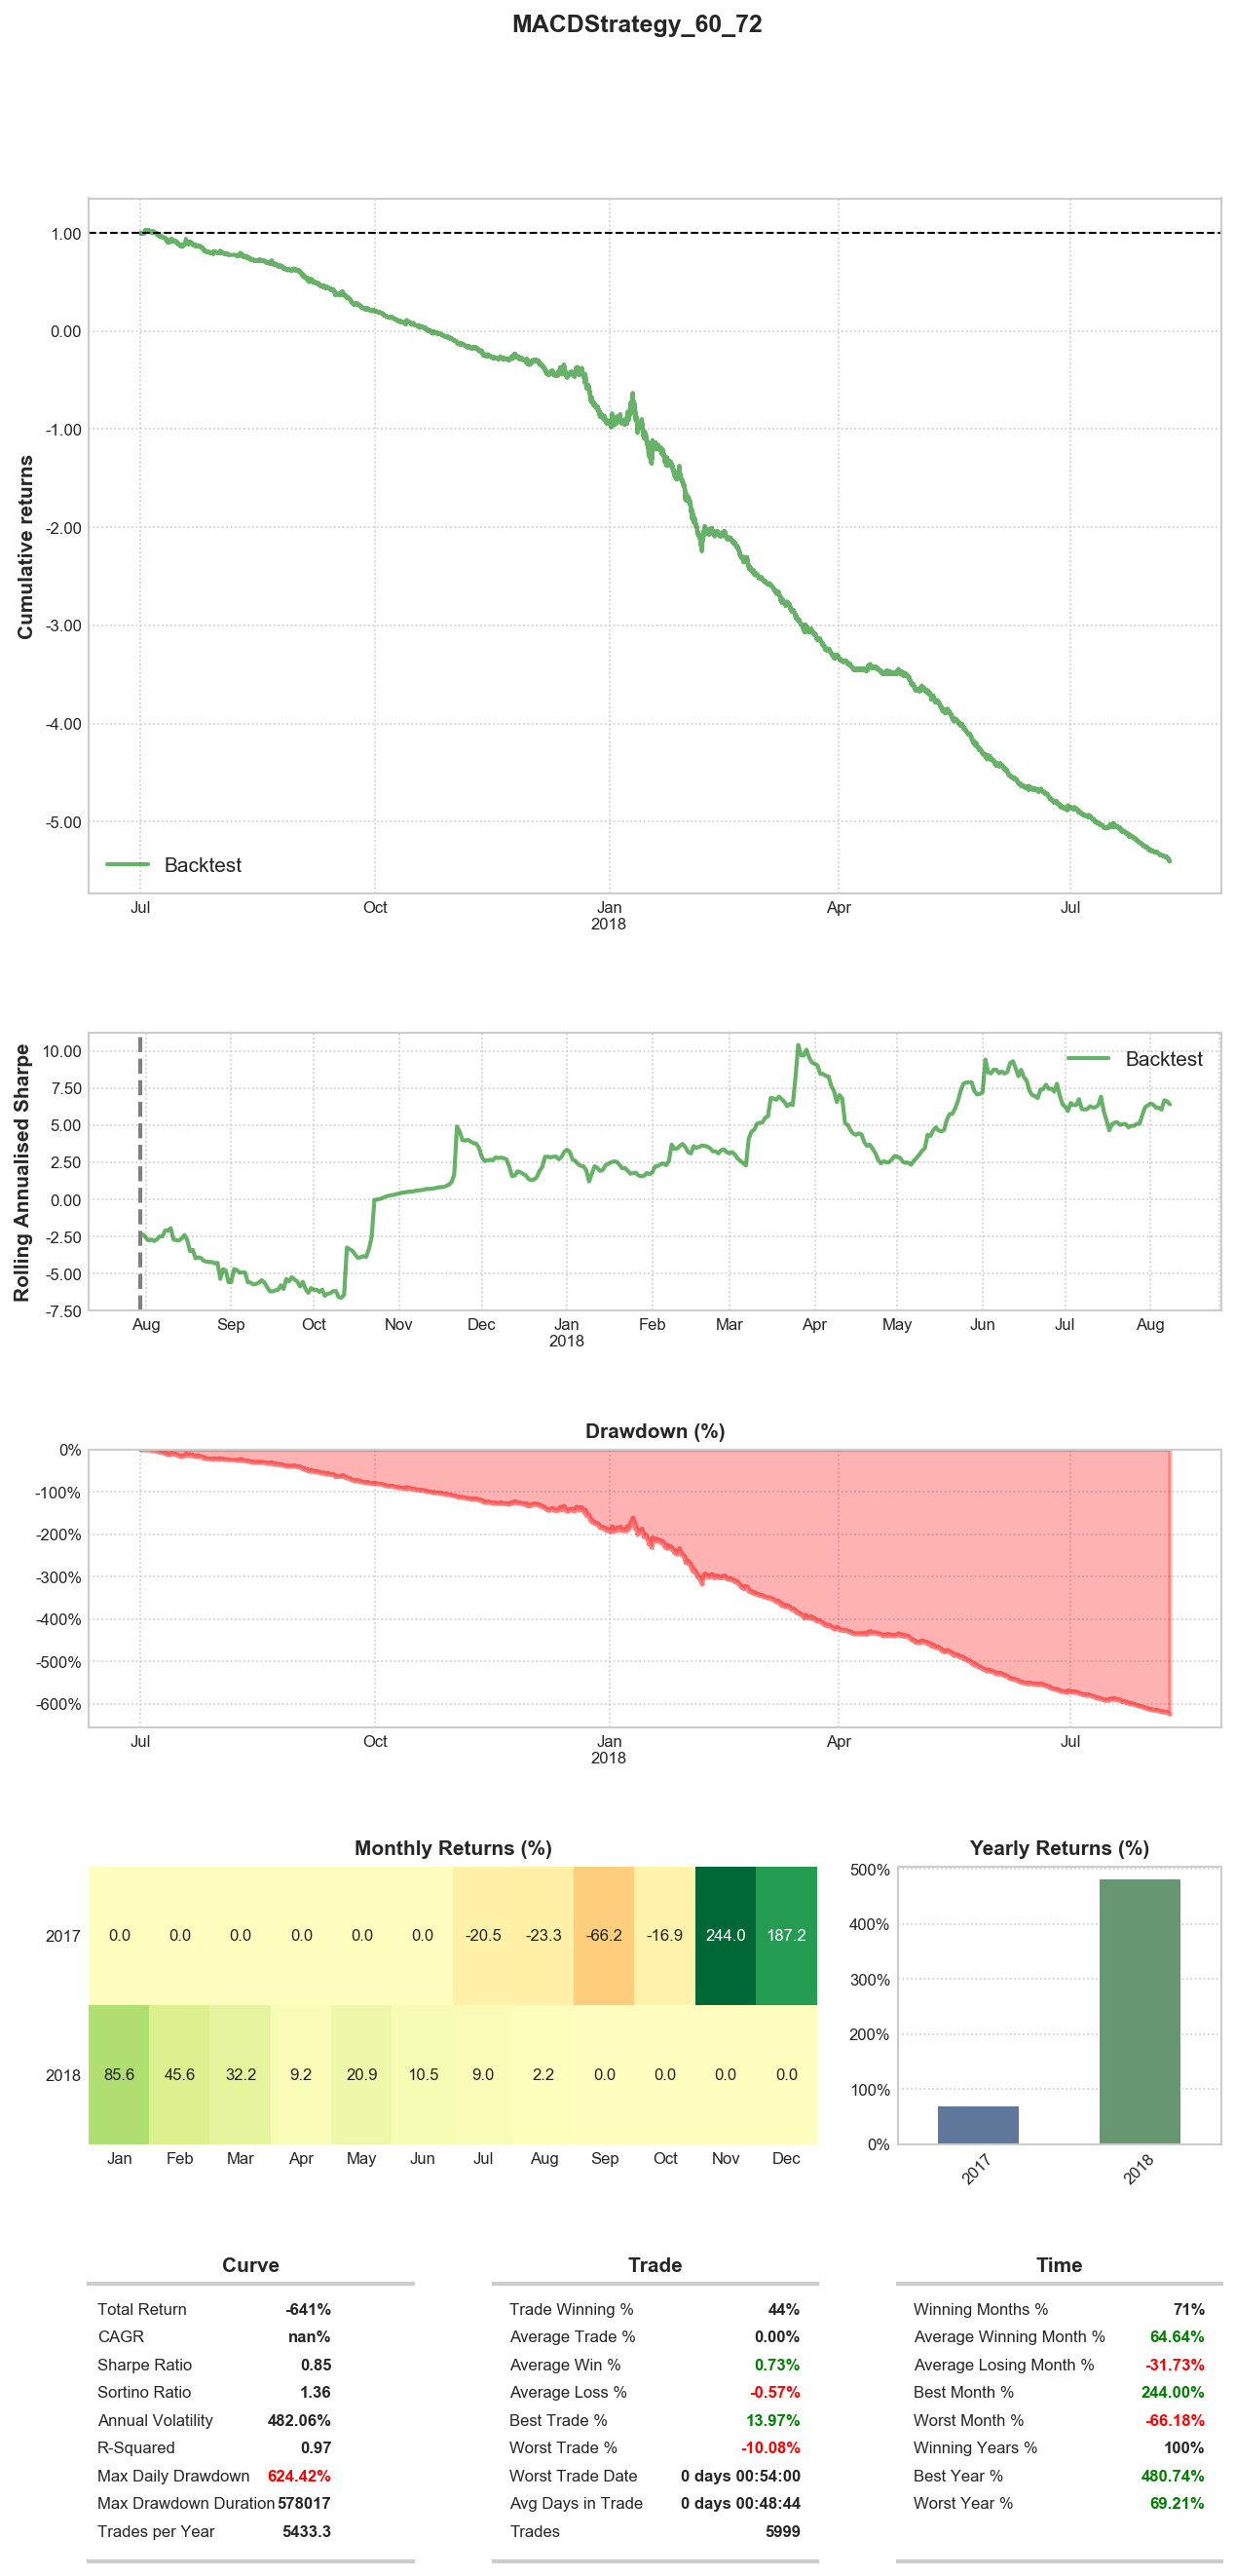 MACDStrategy_60_72
Cumulative returns
1.00
0.00
-1.00
-2.00
-3.00
-4.00
-5.00
Backtest
Jul Oct Jan Apr Jul
2018
Rolling Annualised Sharpe
10.00
7.50
5.00
2.50
0.00
-2.50
-5.00
-7.50
Backtest
Aug Sep Oct Nov Dec Jan Feb Mar Apr May Jun Jul Aug
2018
Drawdown (%)
0%
-100%
-200%
-300%
-400%
-500%
-600%
Jul Oct Jan Apr Jul
2018
Monthly Returns (%)
2017 0.0 0.0 0.0 0.0 0.0 0.0 -20.5 -23.3 -66.2 -16.9 244.0 187.2
2018 85.6 45.6 32.2 9.2 20.9 10.5 9.0 2.2 0.0 0.0 0.0 0.0
Jan Feb Mar Apr May Jun Jul Aug Sep Oct Nov Dec
Yearly Returns (%)
500%
400%
300%
200%
100%
0%
2017 2018
Curve
Total Return -641%
CAGR nan%
Sharpe Ratio 0.85
Sortino Ratio 1.36
Annual Volatility 482.06%
R-Squared 0.97
Max Daily Drawdown 624.42%
Max Drawdown Duration 578017
Trades per Year 5433.3
Trade
Trade Winning % 44%
Average Trade % 0.00%
Average Win % 0.73%
Average Loss % -0.57%
Best Trade % 13.97%
Worst Trade % -10.08%
Worst Trade Date 0 days 00:54:00
Avg Days in Trade 0 days 00:48:44
Trades 5999
Time
Winning Months % 71%
Average Winning Month % 64.64%
Average Losing Month % -31.73%
Best Month % 244.00%
Worst Month % -66.18%
Winning Years % 100%
Best Year % 480.74%
Worst Year % 69.21%